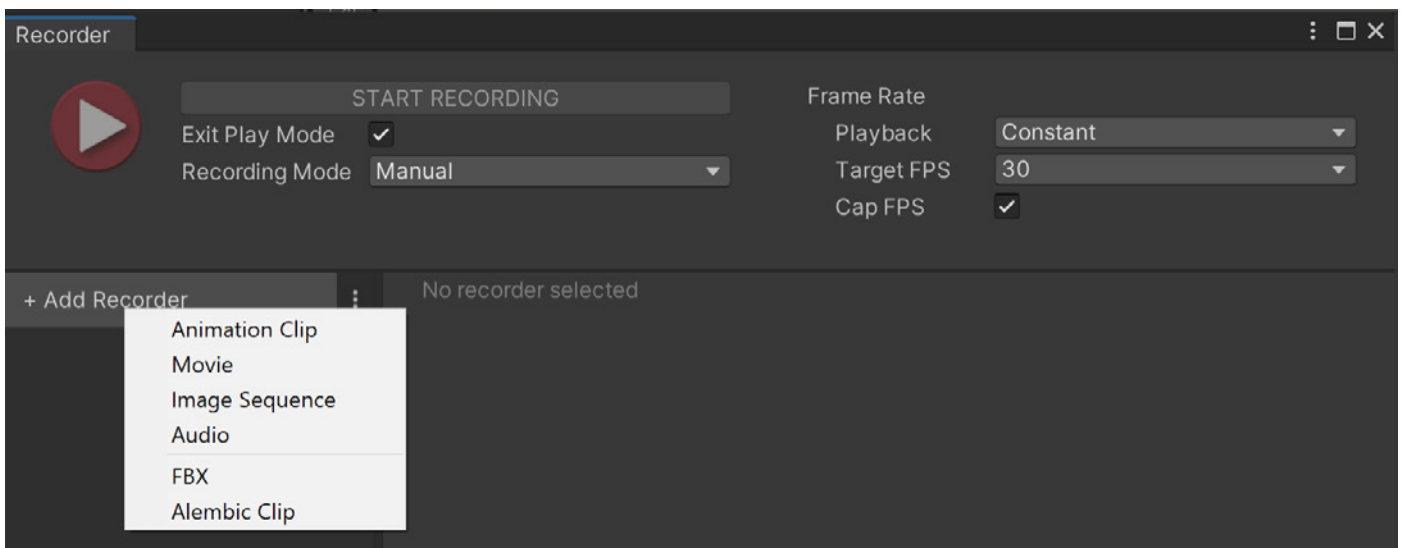 Recorder
START RECORDING
Exit Play Mode
Recording Mode Manual
Frame Rate
Playback Constant
Target FPS 30
Cap FPS
+ Add Recorder
No recorder selected
Animation Clip
Movie
Image Sequence
Audio
FBX
Alembic Clip